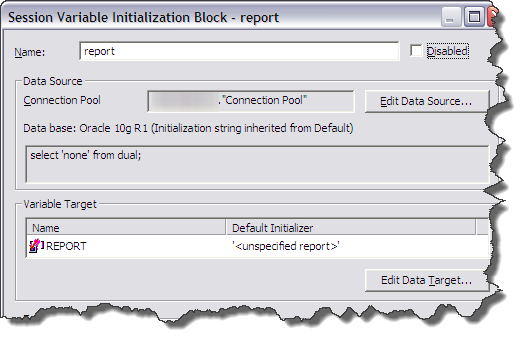 Session Variable Initialization Block - report
Name: report Disabled
Data Source
Connection Pool ."Connection Pool" Edit Data Source...
Data base: Oracle 10g R1 (Initialization string inherited from Default)
select 'none' from dual;
Variable Target
Name Default Initializer
REPORT '<unspecified report>'
Edit Data Target...